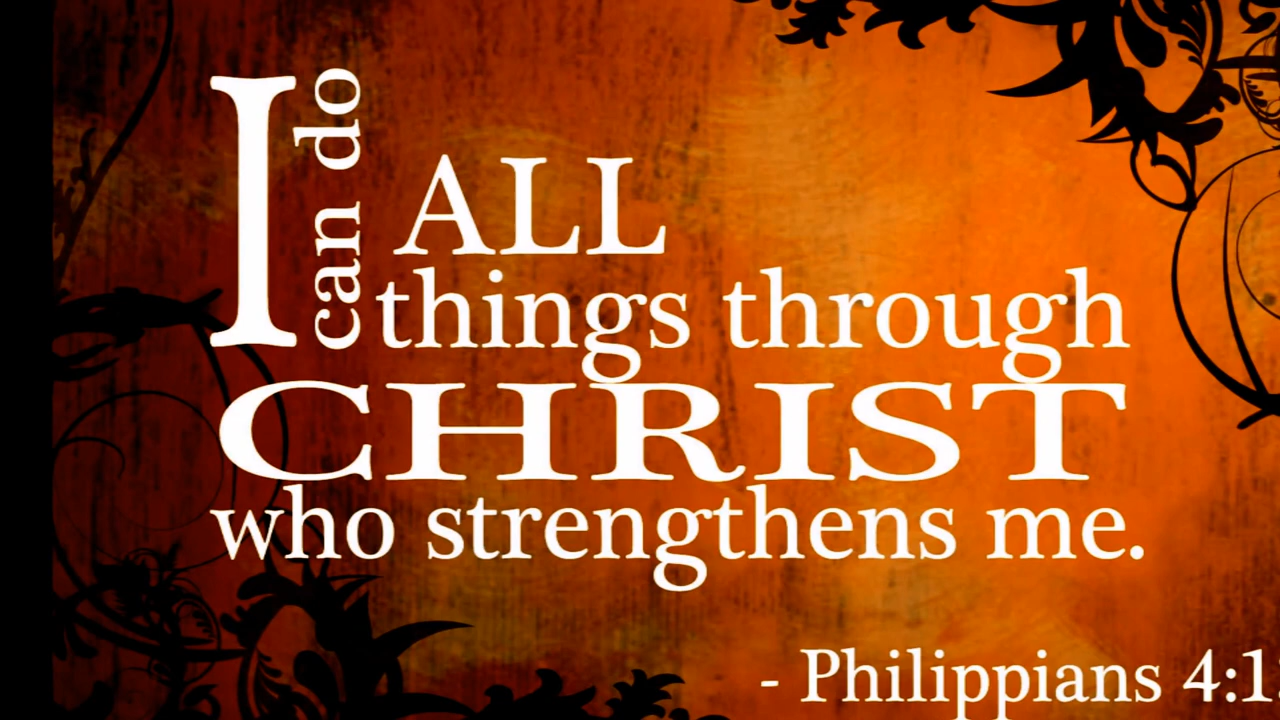 I can do ALL
things through
CHRIST
who strengthens me.
- Philippians 4:1